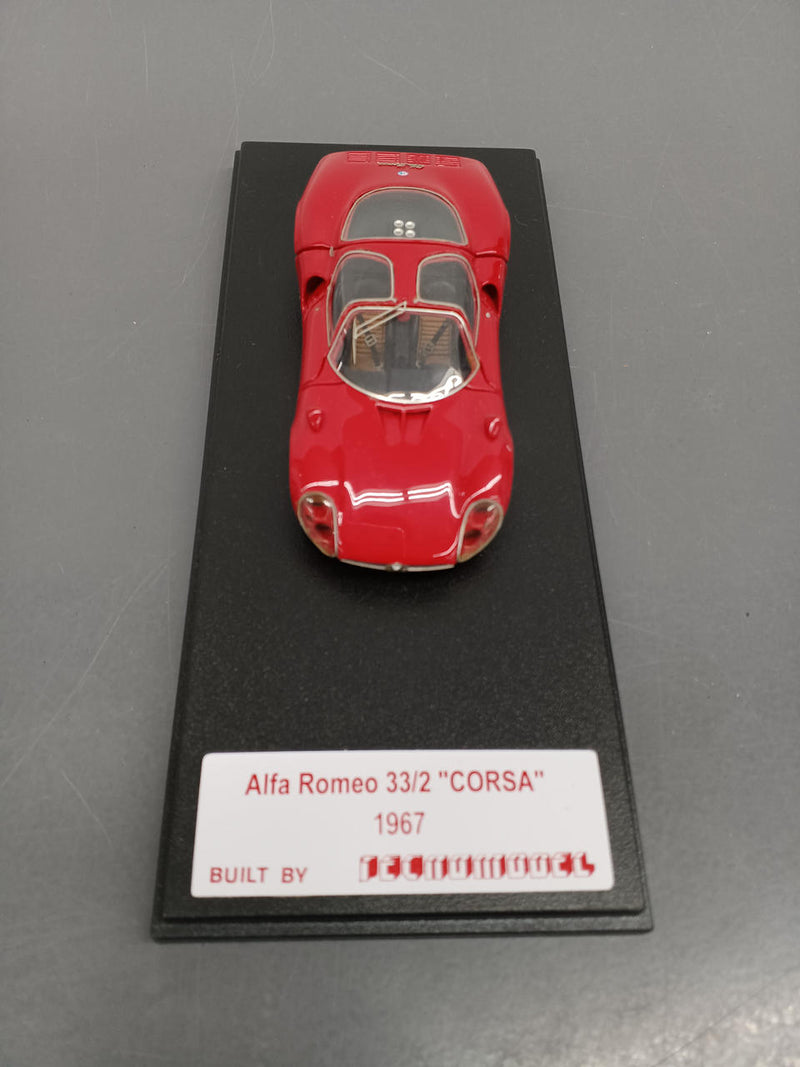 Alfa Romeo 33/2 "CORSA"
1967
BUILT BY TECNOMODEL